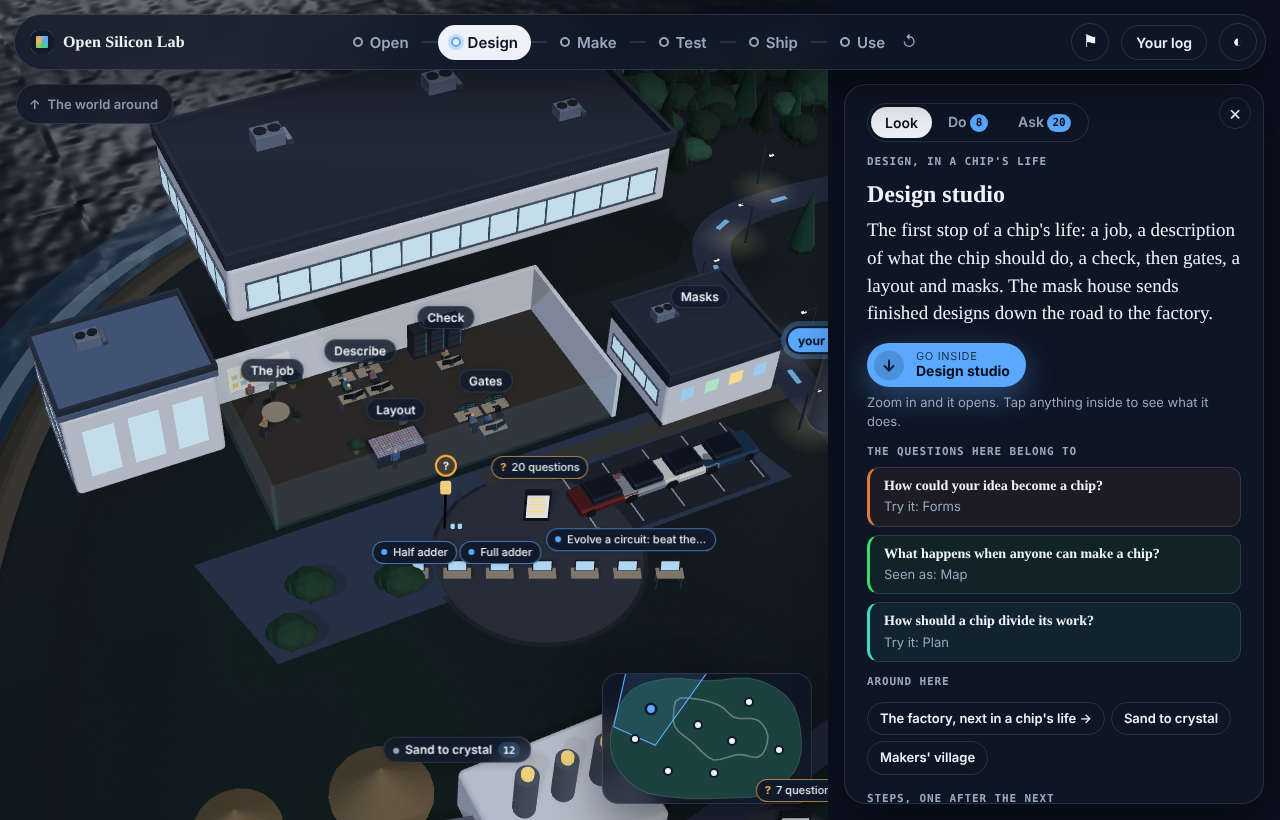 Open Silicon Lab
Open
Design
Make
Test
Ship
Use
Your log
The world around
Look
Do 8
Ask 20
DESIGN, IN A CHIP'S LIFE
Design studio
The first stop of a chip's life: a job, a description
of what the chip should do, a check, then gates, a
layout and masks. The mask house sends
finished designs down the road to the factory.
GO INSIDE
Design studio
Zoom in and it opens. Tap anything inside to see what it
does.
THE QUESTIONS HERE BELONG TO
How could your idea become a chip?
Try it: Forms
What happens when anyone can make a chip?
Seen as: Map
How should a chip divide its work?
Try it: Plan
AROUND HERE
The factory, next in a chip's life →
Sand to crystal
Makers' village
STEPS, ONE AFTER THE NEXT
Masks
Check
your
Describe
The job
Gates
Layout
?
? 20 questions
Evolve a circuit: beat the...
Half adder
Full adder
Sand to crystal 12
? 7 question